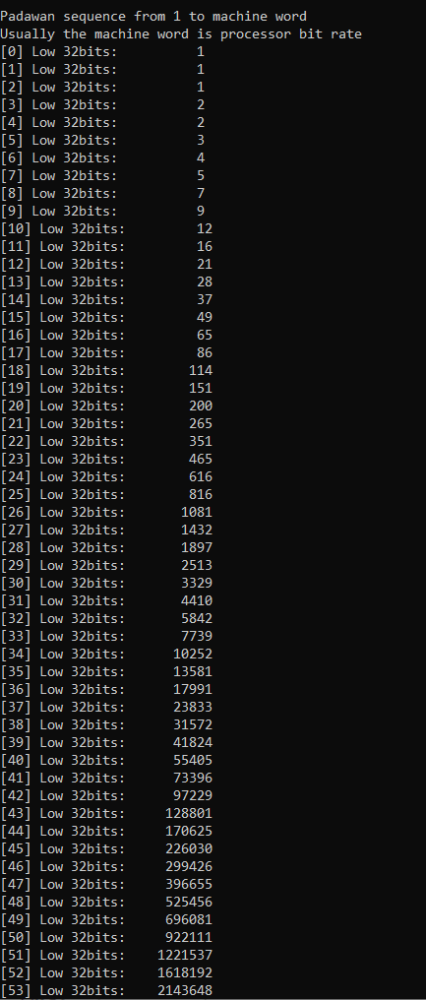 Padawan sequence from 1 to machine word
Usually the machine word is processor bit rate
[0] Low 32bits: 1
[1] Low 32bits: 1
[2] Low 32bits: 1
[3] Low 32bits: 2
[4] Low 32bits: 2
[5] Low 32bits: 3
[6] Low 32bits: 4
[7] Low 32bits: 5
[8] Low 32bits: 7
[9] Low 32bits: 9
[10] Low 32bits: 12
[11] Low 32bits: 16
[12] Low 32bits: 21
[13] Low 32bits: 28
[14] Low 32bits: 37
[15] Low 32bits: 49
[16] Low 32bits: 65
[17] Low 32bits: 86
[18] Low 32bits: 114
[19] Low 32bits: 151
[20] Low 32bits: 200
[21] Low 32bits: 265
[22] Low 32bits: 351
[23] Low 32bits: 465
[24] Low 32bits: 616
[25] Low 32bits: 816
[26] Low 32bits: 1081
[27] Low 32bits: 1432
[28] Low 32bits: 1897
[29] Low 32bits: 2513
[30] Low 32bits: 3329
[31] Low 32bits: 4410
[32] Low 32bits: 5842
[33] Low 32bits: 7739
[34] Low 32bits: 10252
[35] Low 32bits: 13581
[36] Low 32bits: 17991
[37] Low 32bits: 23833
[38] Low 32bits: 31572
[39] Low 32bits: 41824
[40] Low 32bits: 55405
[41] Low 32bits: 73396
[42] Low 32bits: 97229
[43] Low 32bits: 128801
[44] Low 32bits: 170625
[45] Low 32bits: 226030
[46] Low 32bits: 299426
[47] Low 32bits: 396655
[48] Low 32bits: 525456
[49] Low 32bits: 696081
[50] Low 32bits: 922111
[51] Low 32bits: 1221537
[52] Low 32bits: 1618192
[53] Low 32bits: 2143648